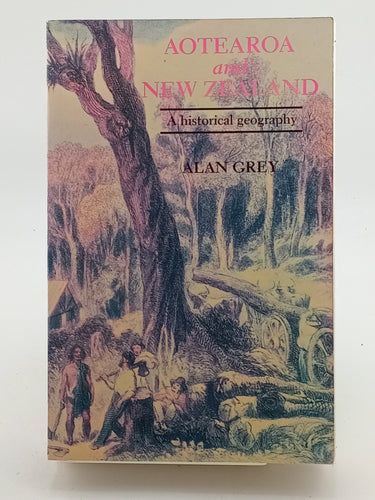 AOTEAROA
and
NEW ZEALAND
A historical geography
ALAN GREY